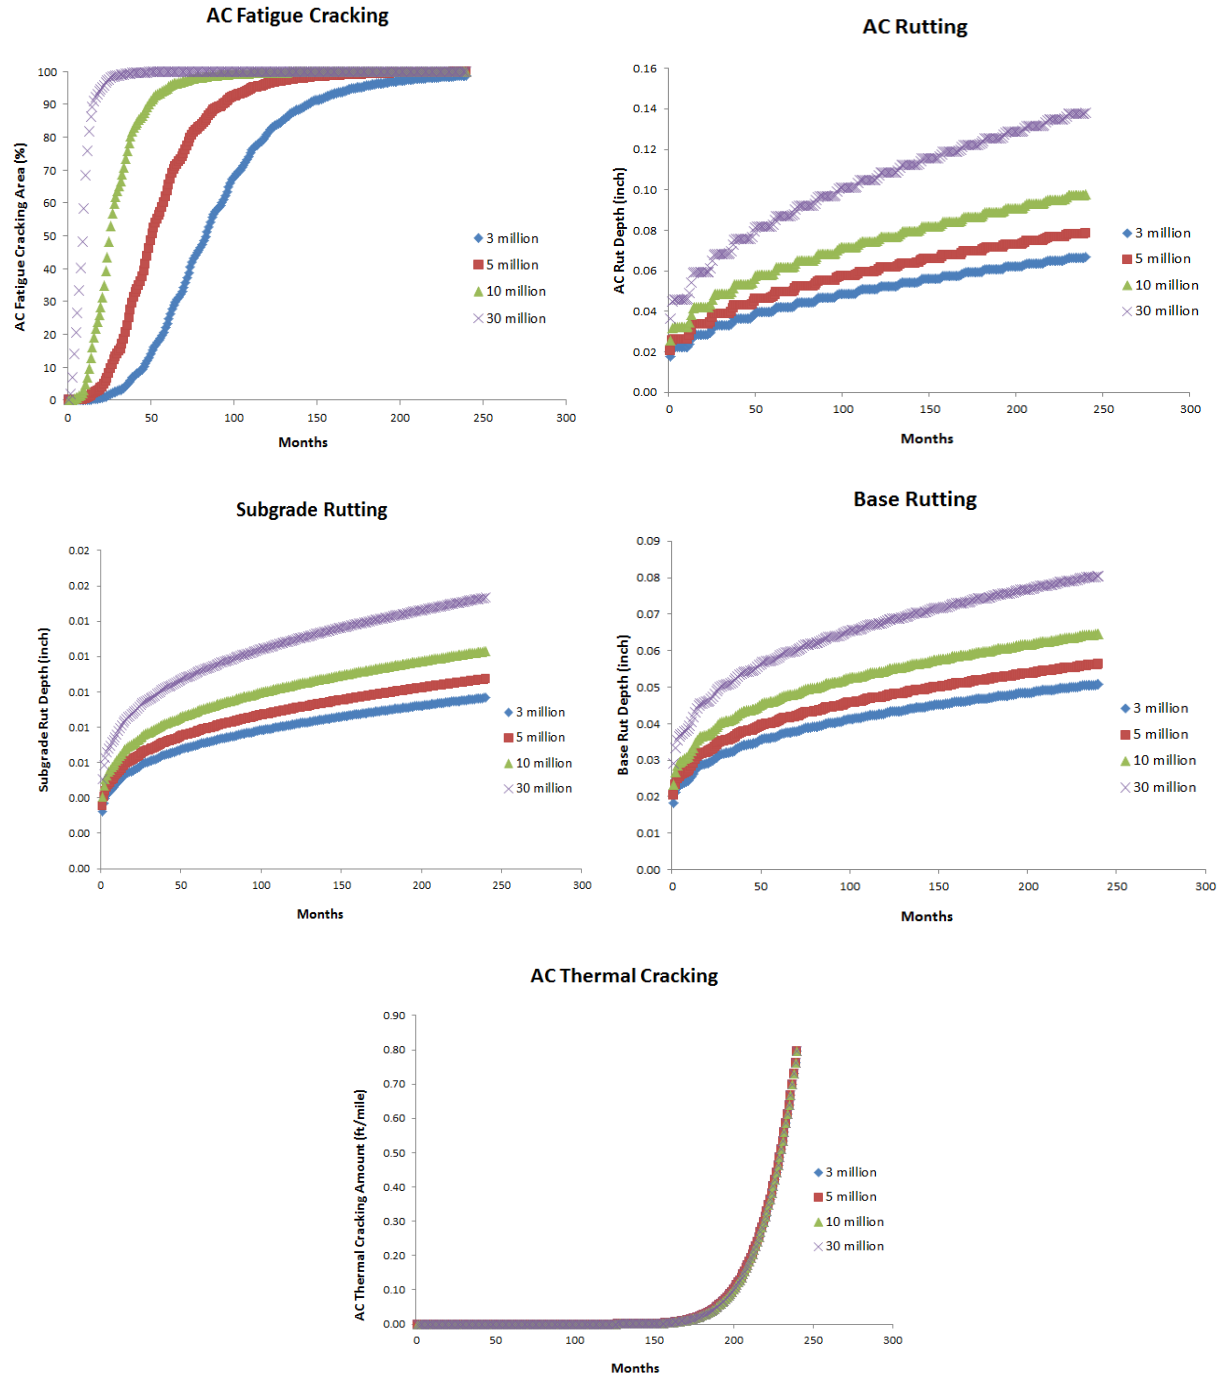 AC Fatigue Cracking
AC Fatigue Cracking Area (%)
100
90
80
70
60
50
40
30
20
10
0
0 50 100 150 200 250 300
Months
3 million
5 million
10 million
30 million
AC Rutting
AC Rut Depth (inch)
0.16
0.14
0.12
0.10
0.08
0.06
0.04
0.02
0.00
0 50 100 150 200 250 300
Months
3 million
5 million
10 million
30 million
Subgrade Rutting
Subgrade Rut Depth (inch)
0.02
0.02
0.01
0.01
0.01
0.01
0.01
0.00
0.00
0.00
0 50 100 150 200 250 300
Months
3 million
5 million
10 million
30 million
Base Rutting
Base Rut Depth (inch)
0.09
0.08
0.07
0.06
0.05
0.04
0.03
0.02
0.01
0.00
0 50 100 150 200 250 300
Months
3 million
5 million
10 million
30 million
AC Thermal Cracking
AC Thermal Cracking Amount (ft/mile)
0.90
0.80
0.70
0.60
0.50
0.40
0.30
0.20
0.10
0.00
0 50 100 150 200 250 300
Months
3 million
5 million
10 million
30 million